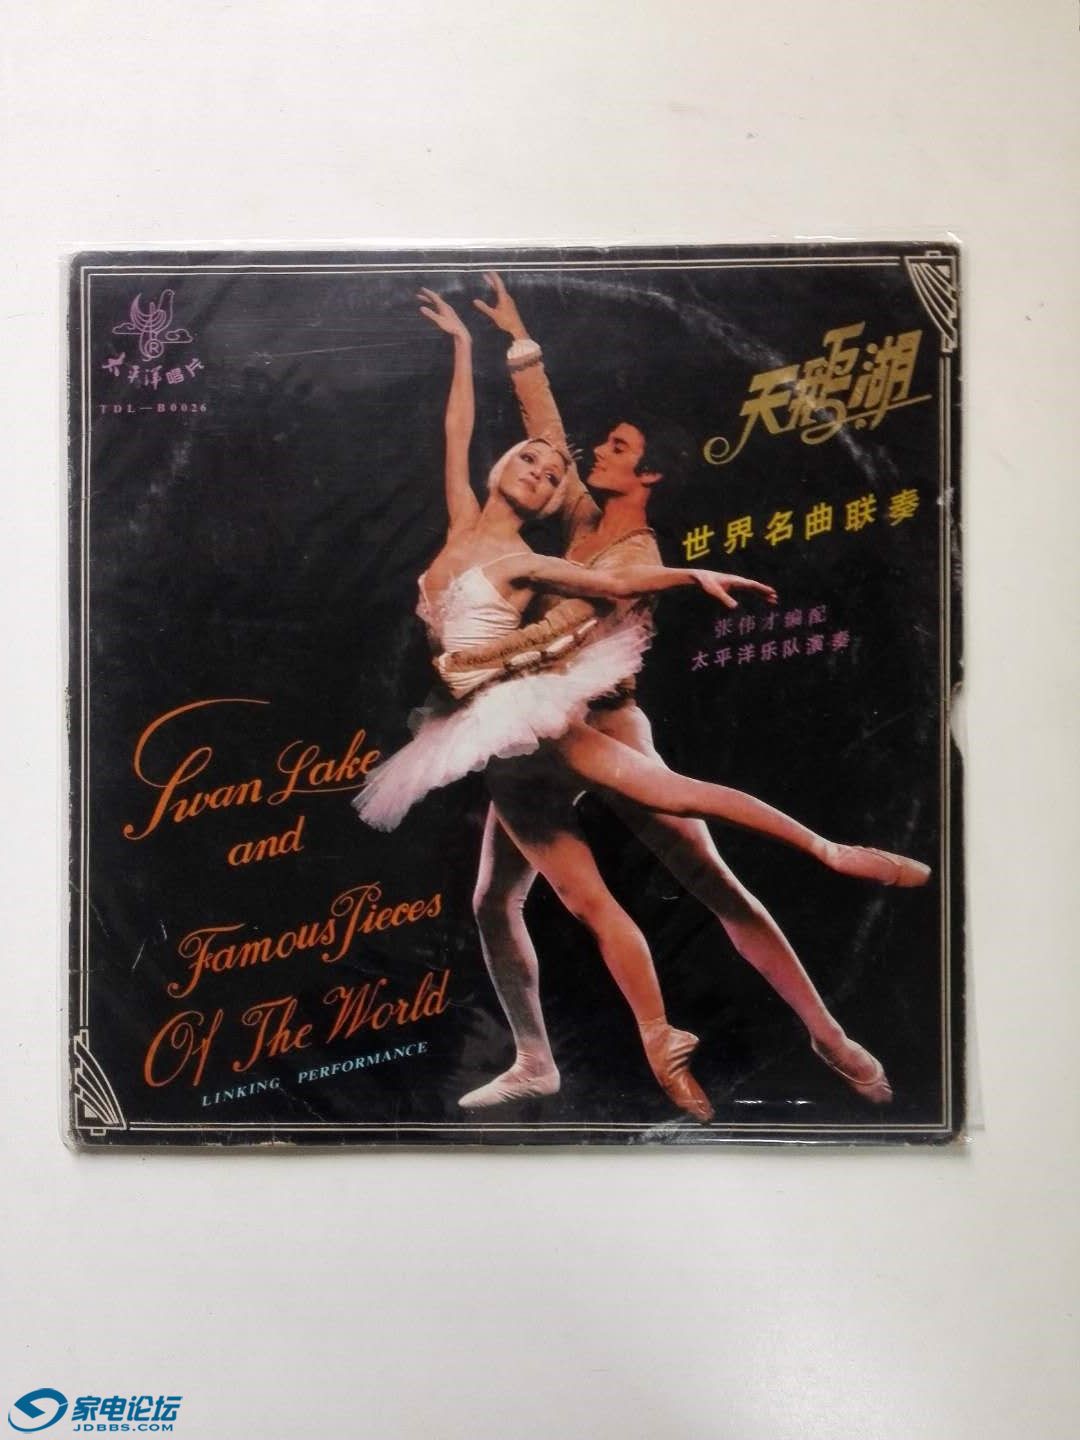 R
太平洋唱片
TDL—B0026
天鹅湖
世界名曲联奏
张伟才编配
太平洋乐队演奏
Swan Lake
and
Famous Pieces
Of The World
LINKING PERFORMANCE
家电论坛
JDBBS.COM